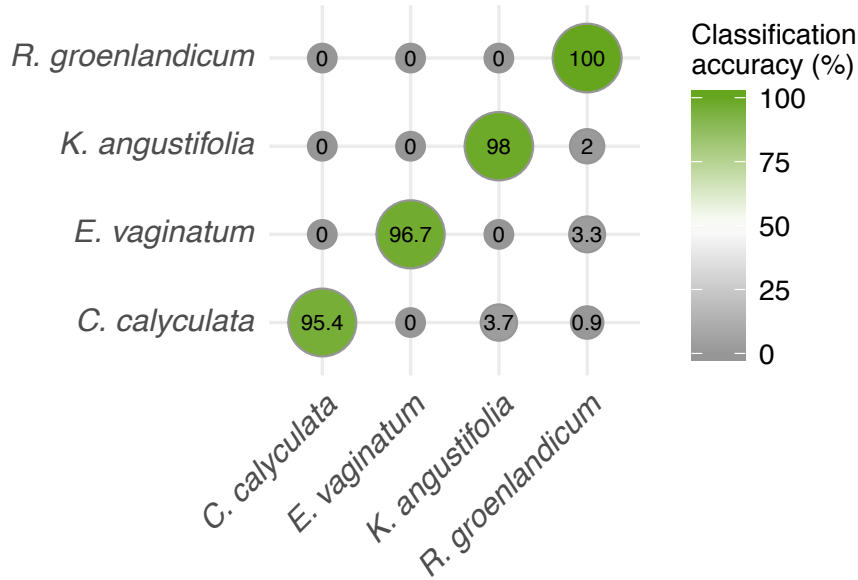 Classification
accuracy (%)
R. groenlandicum 0 0 0 100
K. angustifolia 0 0 98 2
E. vaginatum 0 96.7 0 3.3
C. calyculata 95.4 0 3.7 0.9
100
75
50
25
0
C. calyculata
E. vaginatum
K. angustifolia
R. groenlandicum